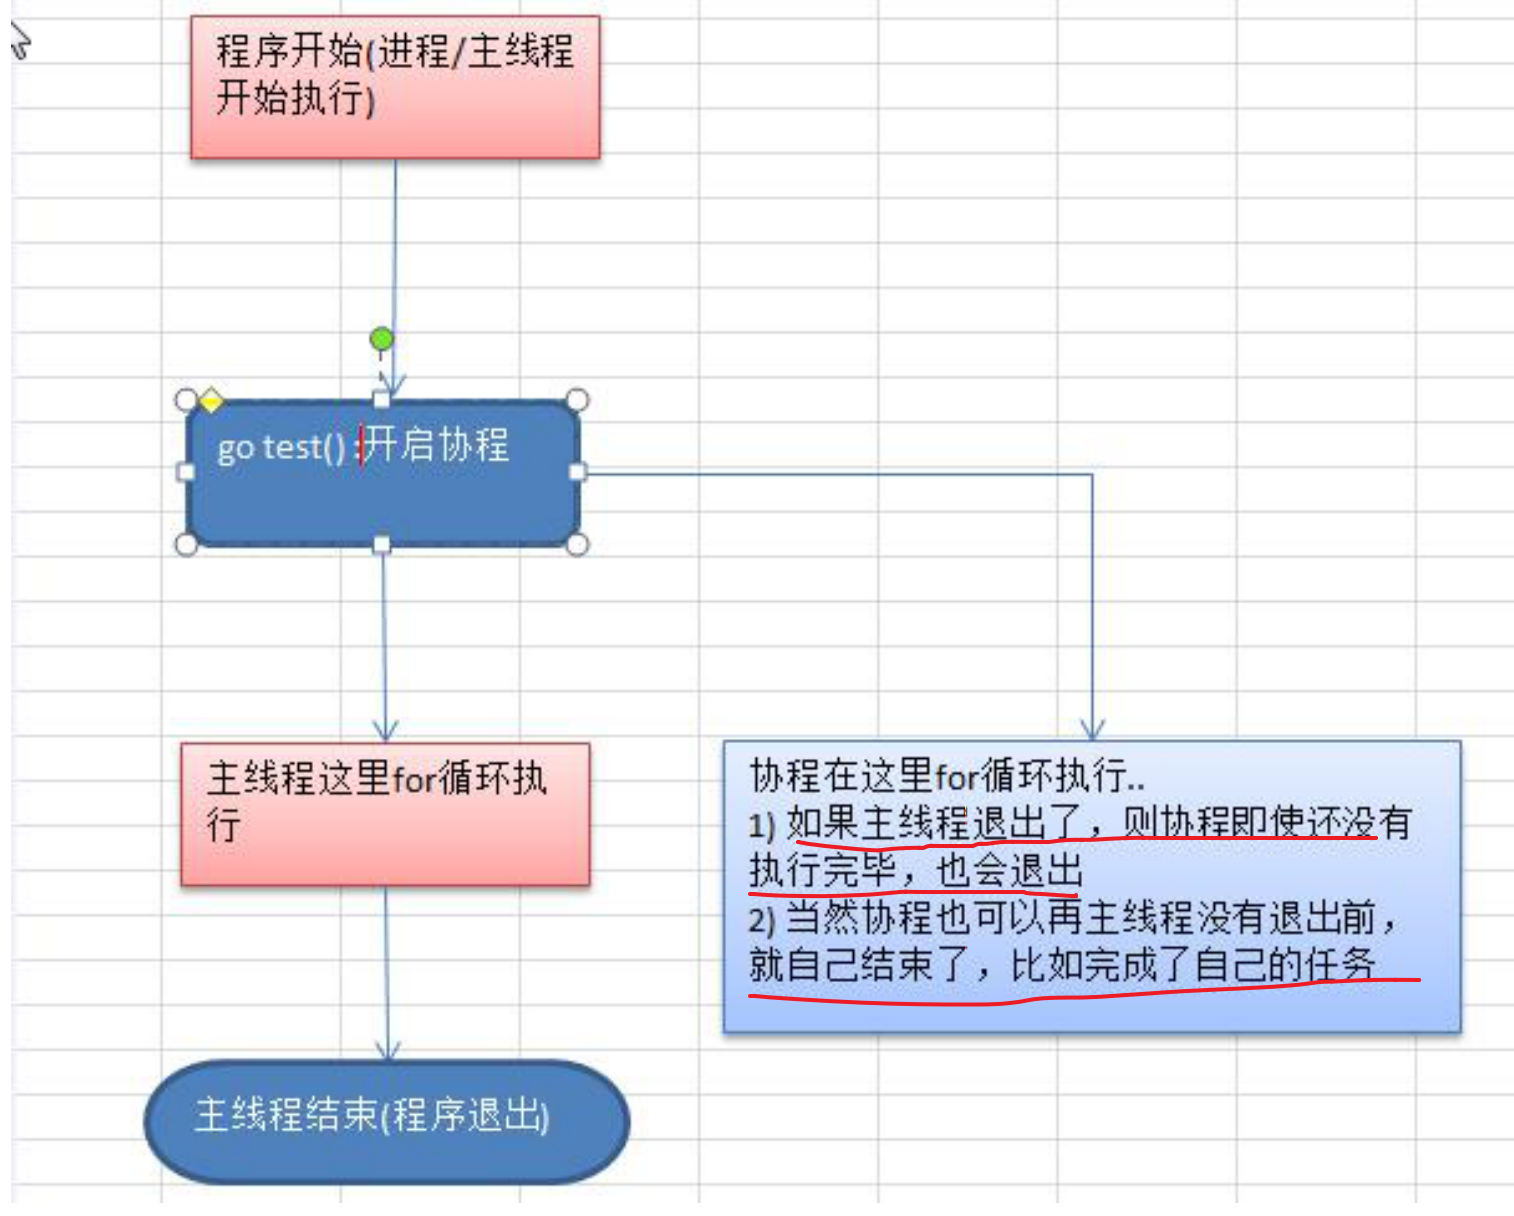 程序开始(进程/主线程
开始执行)
go test() :开启协程
主线程这里for循环执
行
协程在这里for循环执行..
1) 如果主线程退出了，则协程即使还没有
执行完毕，也会退出
2) 当然协程也可以再主线程没有退出前，
就自己结束了，比如完成了自己的任务
主线程结束(程序退出)